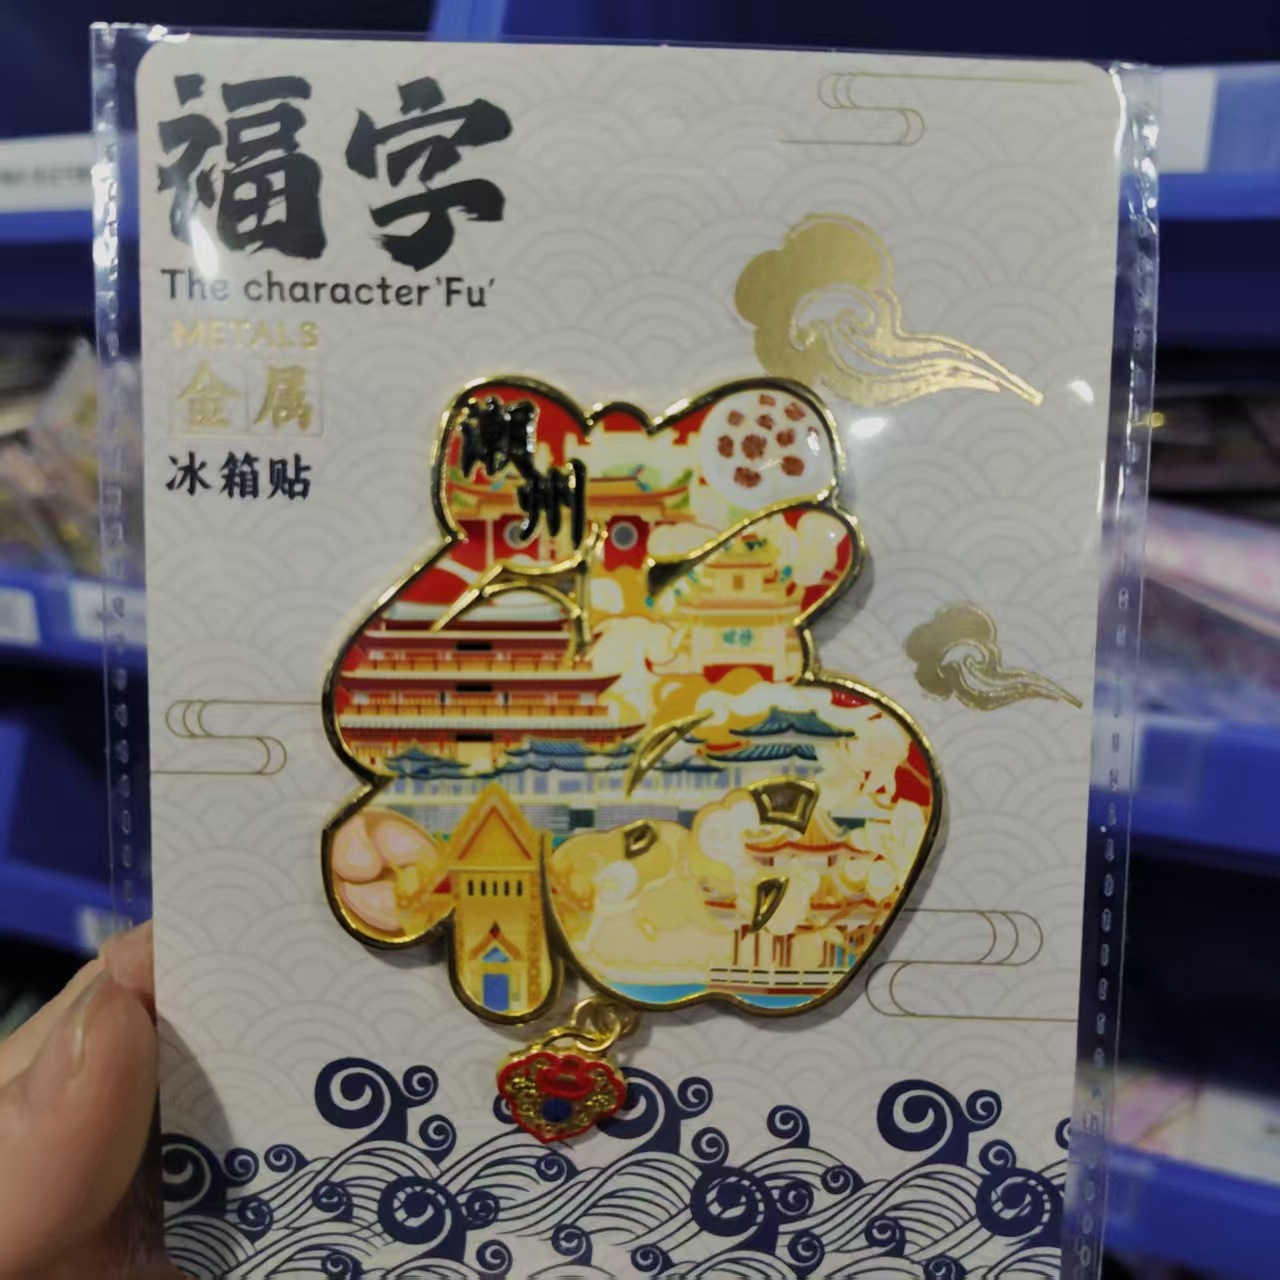 福字
The character'Fu'
METALS
金属
冰箱贴
潮
州